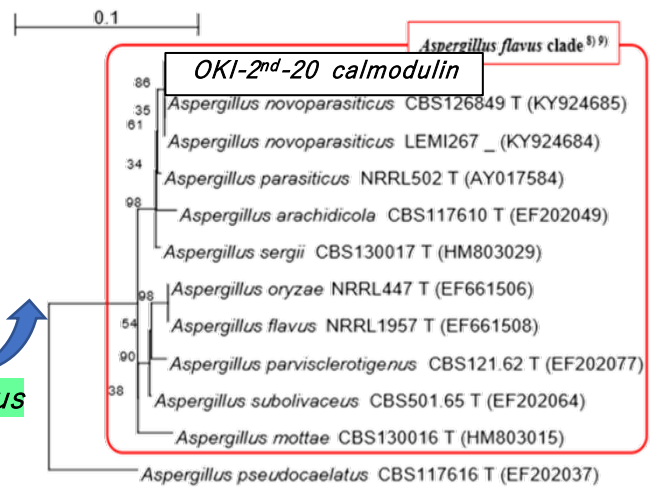 0.1
Aspergillus flavus clade 8) 9)
OKI-2nd-20 calmodulin
86
Aspergillus novoparasiticus CBS126849 T (KY924685)
35
61
Aspergillus novoparasiticus LEMI267 _ (KY924684)
34
Aspergillus parasiticus NRRL502 T (AY017584)
98
Aspergillus arachidicola CBS117610 T (EF202049)
Aspergillus sergii CBS130017 T (HM803029)
98
Aspergillus oryzae NRRL447 T (EF661506)
54
Aspergillus flavus NRRL1957 T (EF661508)
90
Aspergillus parvisclerotigenus CBS121.62 T (EF202077)
38
us
Aspergillus subolivaceus CBS501.65 T (EF202064)
Aspergillus mottae CBS130016 T (HM803015)
Aspergillus pseudocaelatus CBS117616 T (EF202037)